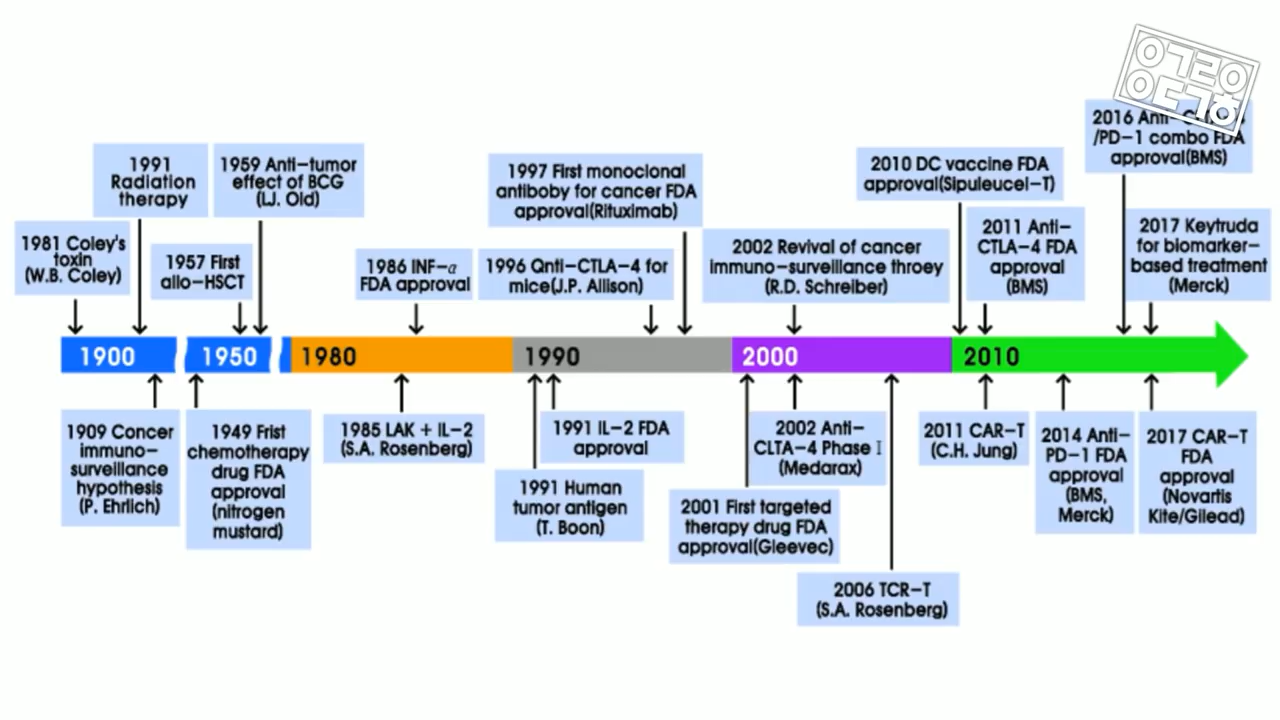 1991
Radiation
therapy
1959 Anti-tumor
effect of BCG
(LJ. Old)
1981 Coley's
toxin
(W.B. Coley)
1957 First
allo-HSCT
1986 INF-α
FDA approval
1997 First monoclonal
antiboby for cancer FDA
approval(Rituximab)
1996 Qnti-CTLA-4 for
mice(J.P. Allison)
2002 Revival of cancer
immuno-surveillance throey
(R.D. Schreiber)
2010 DC vaccine FDA
approval(Sipuleucel-T)
2011 Anti-
CTLA-4 FDA
approval
(BMS)
2016 Anti-
/PD-1 combo FDA
approval(BMS)
2017 Keytruda
for biomarker-
based treatment
(Merck)
1900 1950 1980 1990 2000 2010
1909 Concer
immuno-
surveillance
hypothesis
(P. Ehrlich)
1949 Frist
chemotherapy
drug FDA
approval
(nitrogen
mustard)
1985 LAK + IL-2
(S.A. Rosenberg)
1991 IL-2 FDA
approval
1991 Human
tumor antigen
(T. Boon)
2001 First targeted
therapy drug FDA
approval(Gleevec)
2002 Anti-
CLTA-4 Phase Ⅰ
(Medarax)
2006 TCR-T
(S.A. Rosenberg)
2011 CAR-T
(C.H. Jung)
2014 Anti-
PD-1 FDA
approval
(BMS,
Merck)
2017 CAR-T
FDA
approval
(Novartis
Kite/Gilead)